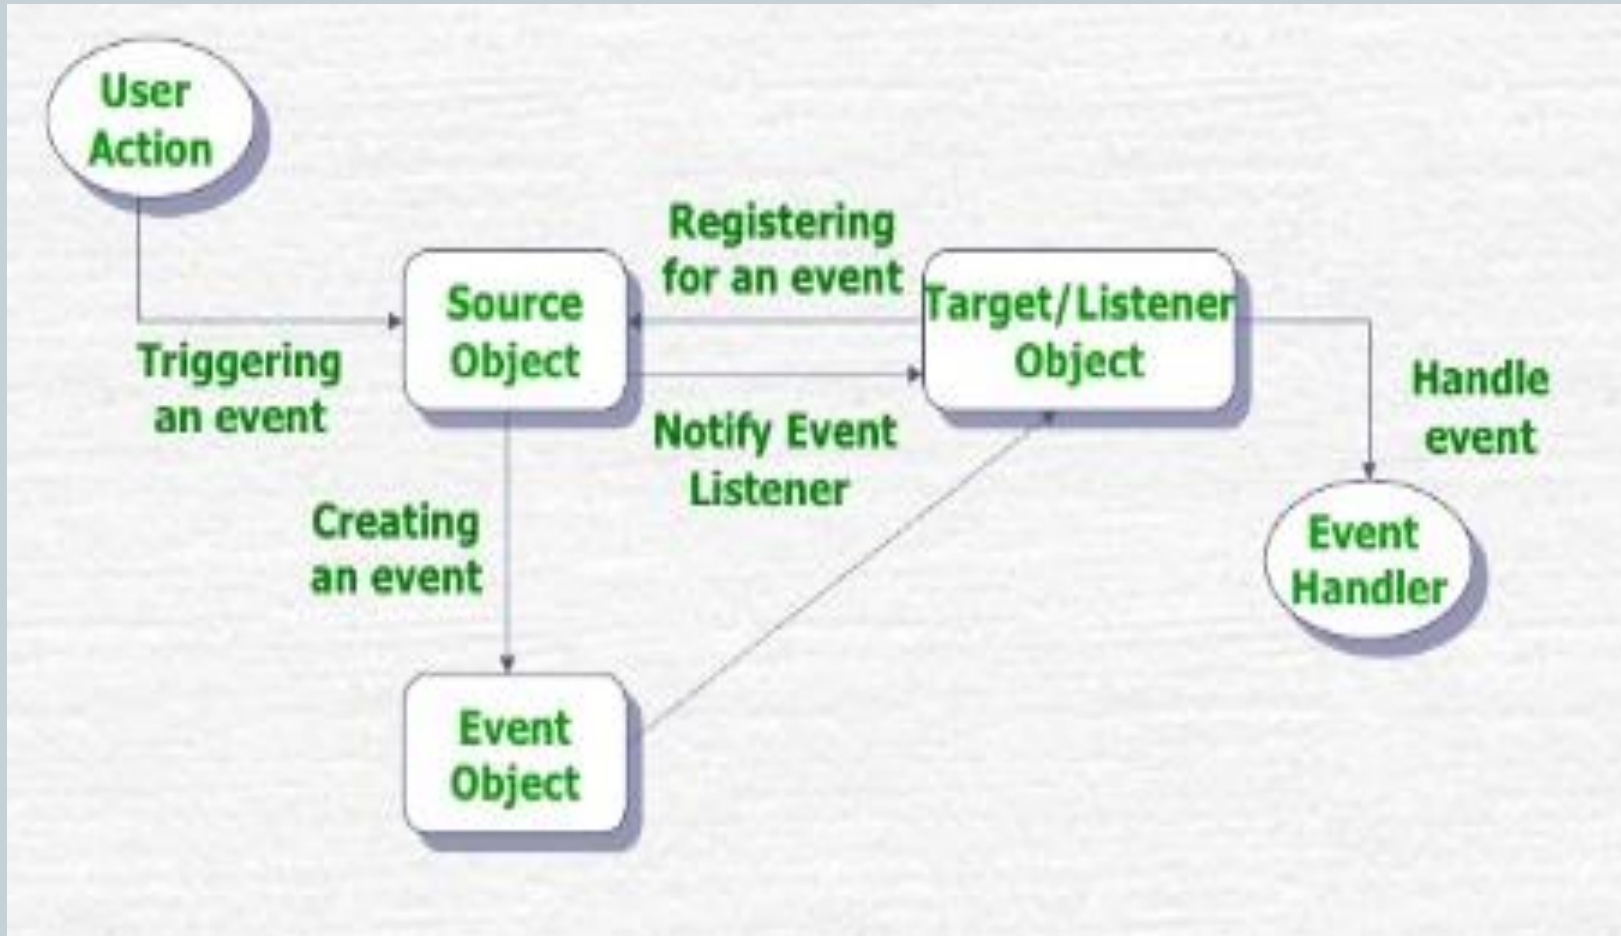 User
Action
Registering
for an event
Source
Object
Target/Listener
Object
Triggering
an event
Notify Event
Listener
Handle
event
Creating
an event
Event
Handler
Event
Object